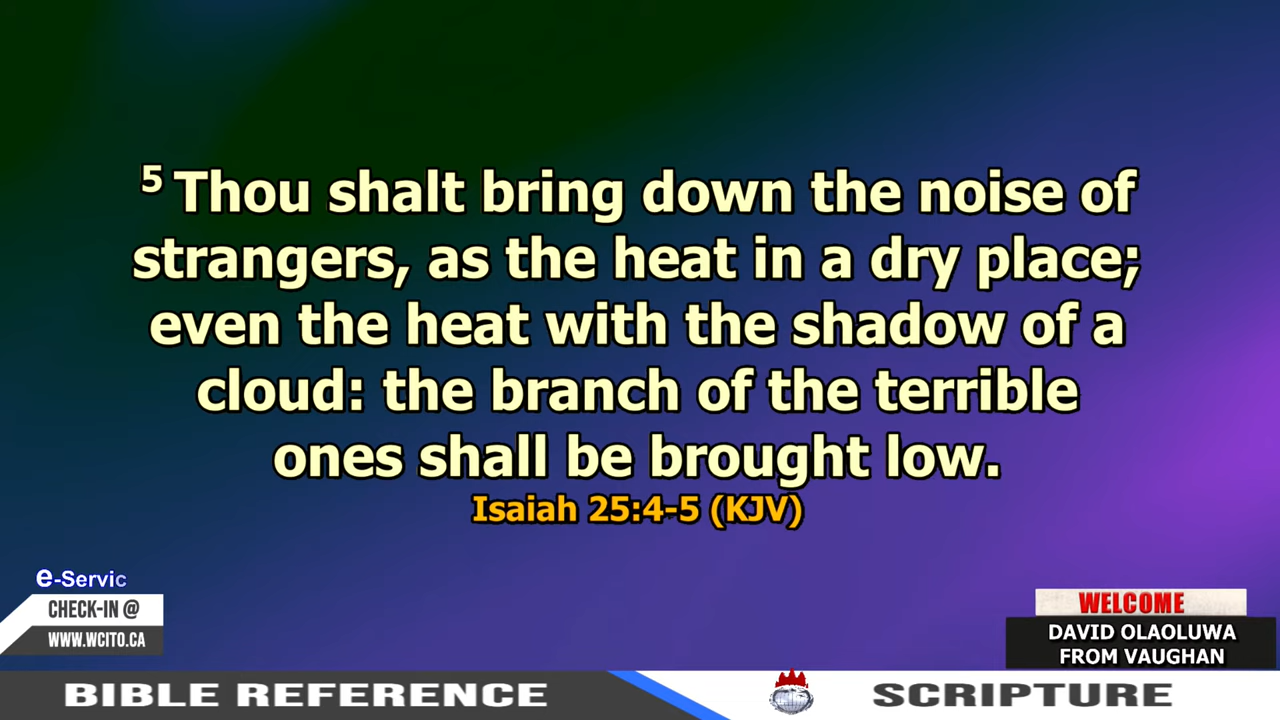 5 Thou shalt bring down the noise of
strangers, as the heat in a dry place;
even the heat with the shadow of a
cloud: the branch of the terrible
ones shall be brought low.
Isaiah 25:4-5 (KJV)
e-Servic
CHECK-IN @
WWW.WCITO.CA
WELCOME
DAVID OLAOLUWA
FROM VAUGHAN
BIBLE REFERENCE
SCRIPTURE